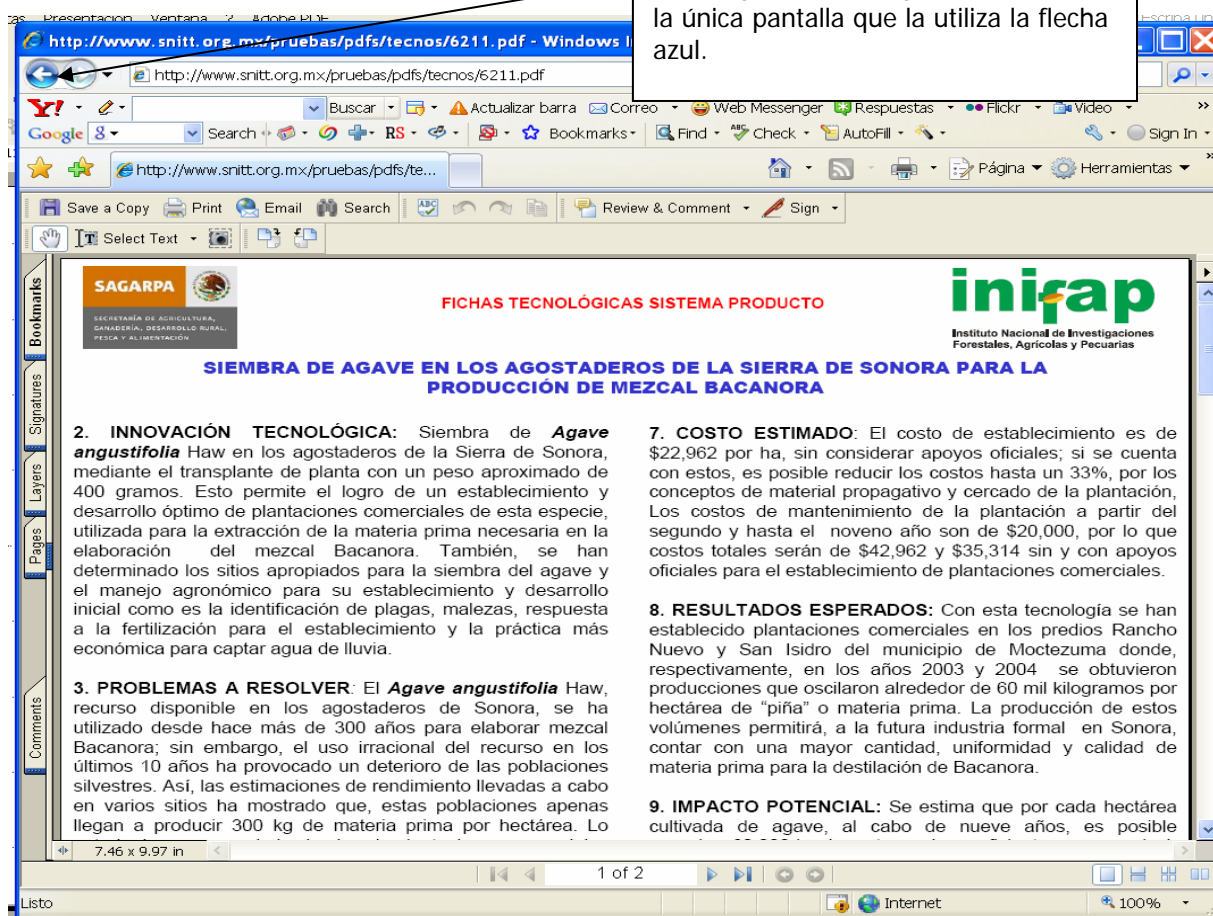 Presentacion Ventana ? Adobe PDF
la única pantalla que la utiliza la flecha
azul.
http://www.snitt.org.mx/pruebas/pdfs/tecnos/6211.pdf - Windows
http://www.snitt.org.mx/pruebas/pdfs/tecnos/6211.pdf
Y! Buscar Actualizar barra Correo Web Messenger Respuestas Flickr Video »
Google Search RS Bookmarks Find Check AutoFill Sign In
http://www.snitt.org.mx/pruebas/pdfs/te... Página Herramientas »
Save a Copy Print Email Search Review & Comment Sign
Select Text
Bookmarks
Signatures
Layers
Pages
Comments
SAGARPA
SECRETARÍA DE AGRICULTURA,
GANADERÍA, DESARROLLO RURAL,
PESCA Y ALIMENTACIÓN
FICHAS TECNOLÓGICAS SISTEMA PRODUCTO
inifap
Instituto Nacional de Investigaciones
Forestales, Agrícolas y Pecuarias
SIEMBRA DE AGAVE EN LOS AGOSTADEROS DE LA SIERRA DE SONORA PARA LA
PRODUCCIÓN DE MEZCAL BACANORA
2. INNOVACIÓN TECNOLÓGICA: Siembra de Agave
angustifolia Haw en los agostaderos de la Sierra de Sonora,
mediante el transplante de planta con un peso aproximado de
400 gramos. Esto permite el logro de un establecimiento y
desarrollo óptimo de plantaciones comerciales de esta especie,
utilizada para la extracción de la materia prima necesaria en la
elaboración del mezcal Bacanora. También, se han
determinado los sitios apropiados para la siembra del agave y
el manejo agronómico para su establecimiento y desarrollo
inicial como es la identificación de plagas, malezas, respuesta
a la fertilización para el establecimiento y la práctica más
económica para captar agua de lluvia.
3. PROBLEMAS A RESOLVER: El Agave angustifolia Haw,
recurso disponible en los agostaderos de Sonora, se ha
utilizado desde hace más de 300 años para elaborar mezcal
Bacanora; sin embargo, el uso irracional del recurso en los
últimos 10 años ha provocado un deterioro de las poblaciones
silvestres. Así, las estimaciones de rendimiento llevadas a cabo
en varios sitios ha mostrado que, estas poblaciones apenas
llegan a producir 300 kg de materia prima por hectárea. Lo
7. COSTO ESTIMADO: El costo de establecimiento es de
$22,962 por ha, sin considerar apoyos oficiales; si se cuenta
con estos, es posible reducir los costos hasta un 33%, por los
conceptos de material propagativo y cercado de la plantación,
Los costos de mantenimiento de la plantación a partir del
segundo y hasta el noveno año son de $20,000, por lo que
costos totales serán de $42,962 y $35,314 sin y con apoyos
oficiales para el establecimiento de plantaciones comerciales.
8. RESULTADOS ESPERADOS: Con esta tecnología se han
establecido plantaciones comerciales en los predios Rancho
Nuevo y San Isidro del municipio de Moctezuma donde,
respectivamente, en los años 2003 y 2004 se obtuvieron
producciones que oscilaron alrededor de 60 mil kilogramos por
hectárea de “piña” o materia prima. La producción de estos
volúmenes permitirá, a la futura industria formal en Sonora,
contar con una mayor cantidad, uniformidad y calidad de
materia prima para la destilación de Bacanora.
9. IMPACTO POTENCIAL: Se estima que por cada hectárea
cultivada de agave, al cabo de nueve años, es posible
7.46 x 9.97 in
1 of 2
Listo Internet 100%